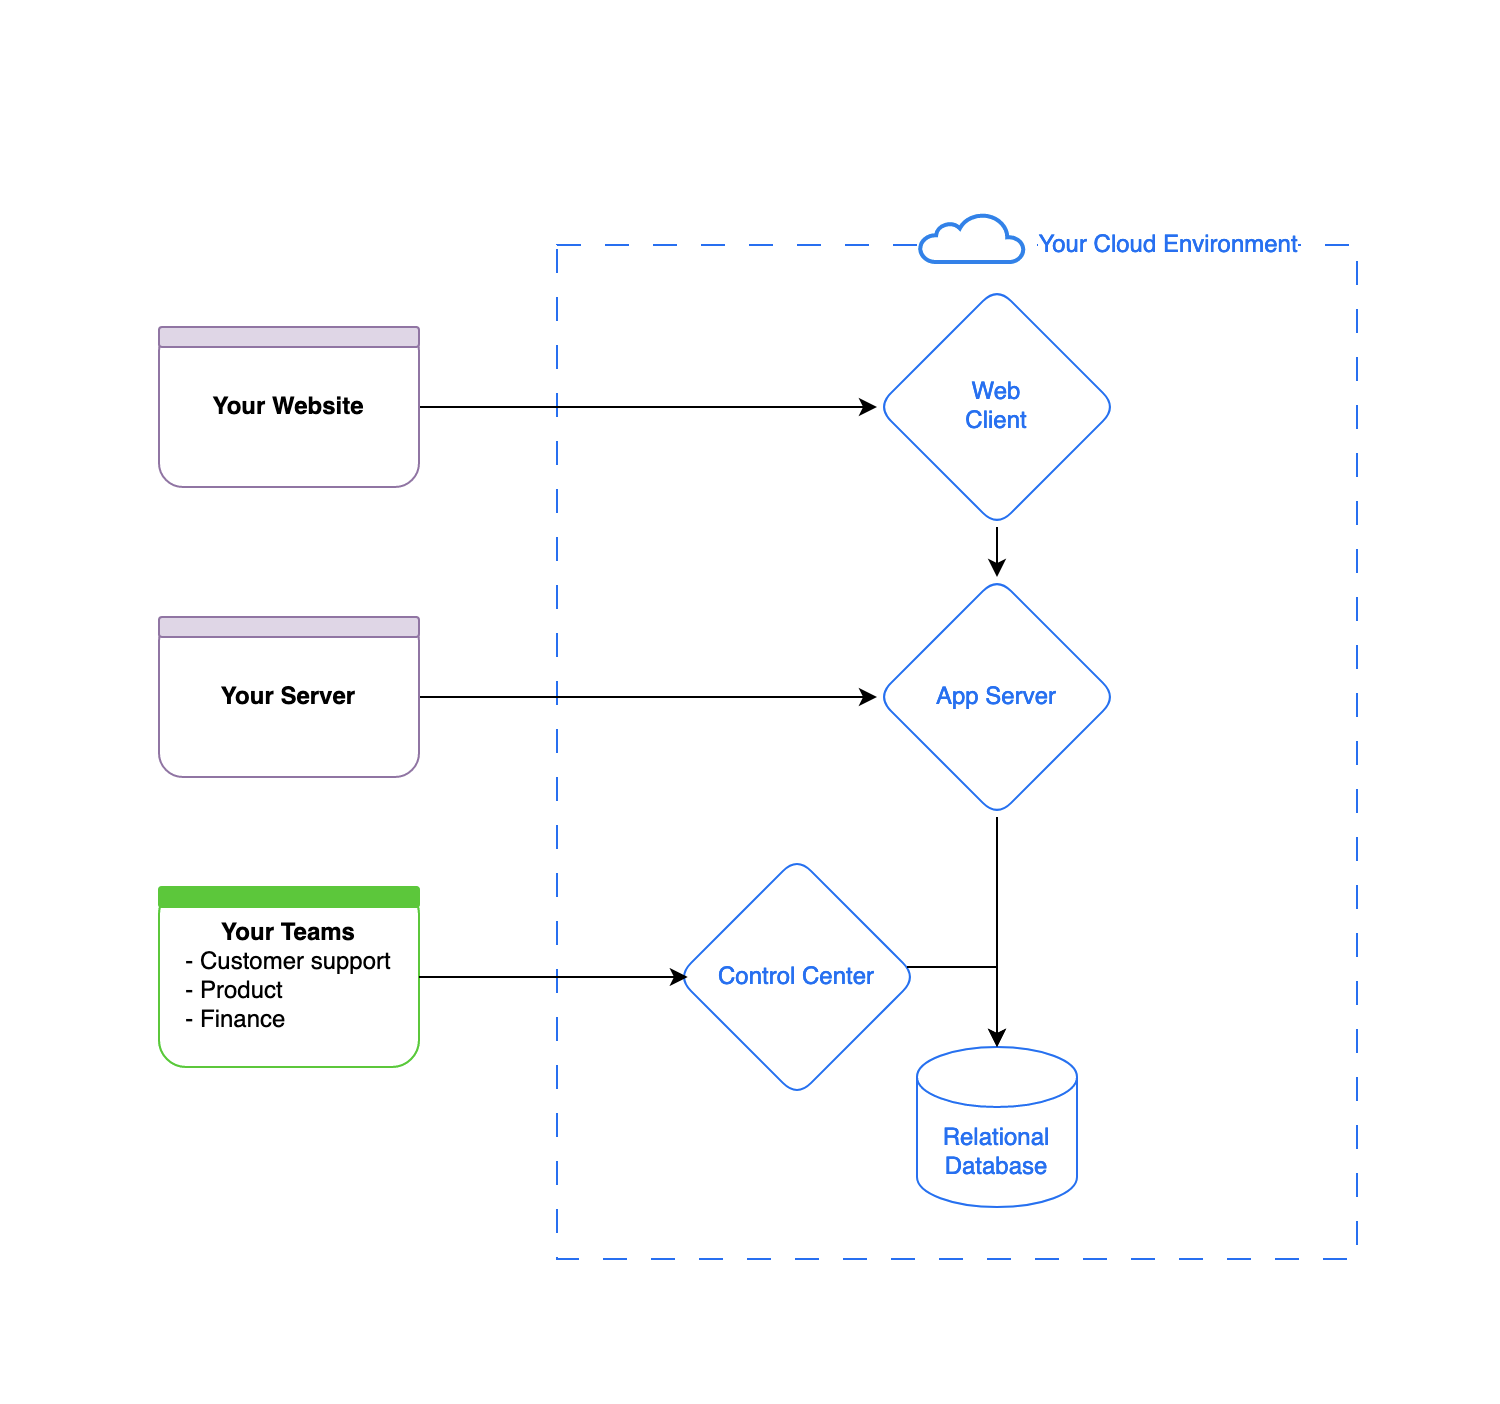 Your Cloud Environment
Your Website
Web
Client
Your Server
App Server
Your Teams
- Customer support
- Product
- Finance
Control Center
Relational
Database